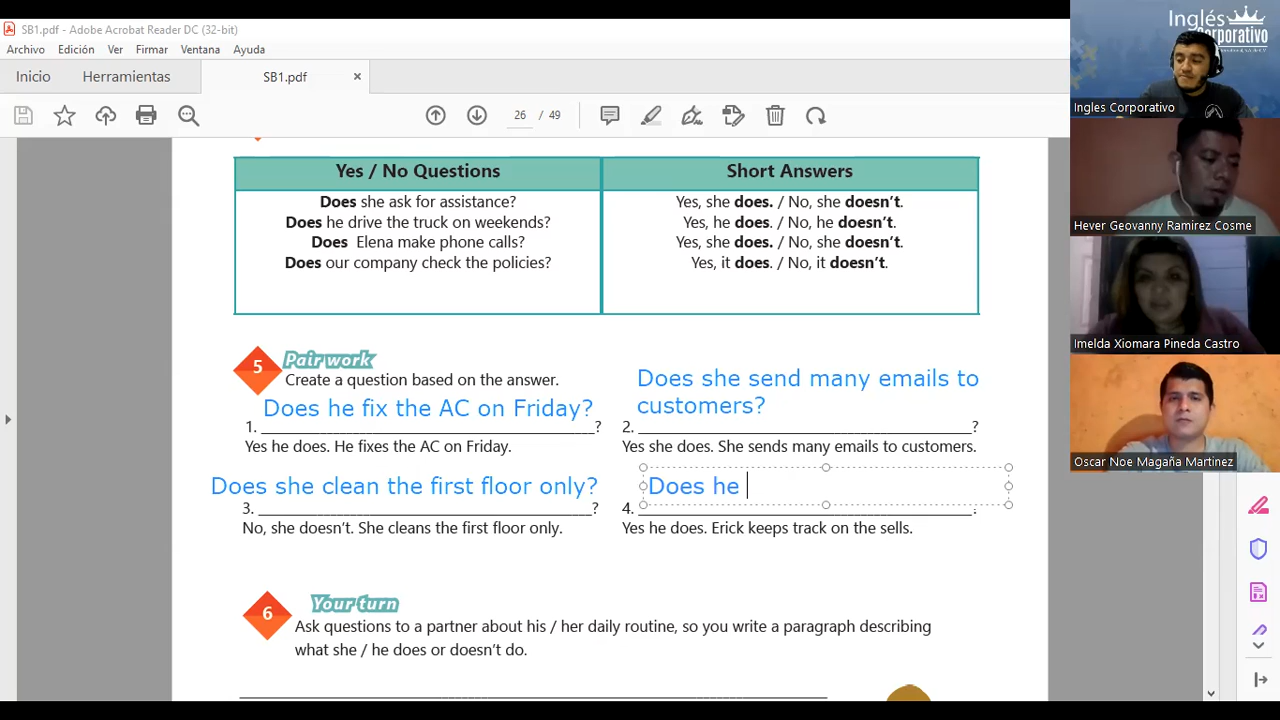 SB1.pdf - Adobe Acrobat Reader DC (32-bit)
Archivo Edición Ver Firmar Ventana Ayuda
Inicio Herramientas SB1.pdf ×
26 / 49
Yes / No Questions
Does she ask for assistance?
Does he drive the truck on weekends?
Does Elena make phone calls?
Does our company check the policies?
Short Answers
Yes, she does. / No, she doesn't.
Yes, he does. / No, he doesn't.
Yes, she does. / No, she doesn't.
Yes, it does. / No, it doesn't.
5 Pair work
Create a question based on the answer.
Does he fix the AC on Friday?
1. ?
Yes he does. He fixes the AC on Friday.
Does she send many emails to
customers?
2. ?
Yes she does. She sends many emails to customers.
Does she clean the first floor only?
3. ?
No, she doesn't. She cleans the first floor only.
Does he
4.
Yes he does. Erick keeps track on the sells.
6 Your turn
Ask questions to a partner about his / her daily routine, so you write a paragraph describing
what she / he does or doesn't do.
Inglés
Corporativo
Ingles Corporativo
Hever Geovanny Ramirez Cosme
Imelda Xiomara Pineda Castro
Oscar Noe Magaña Martinez